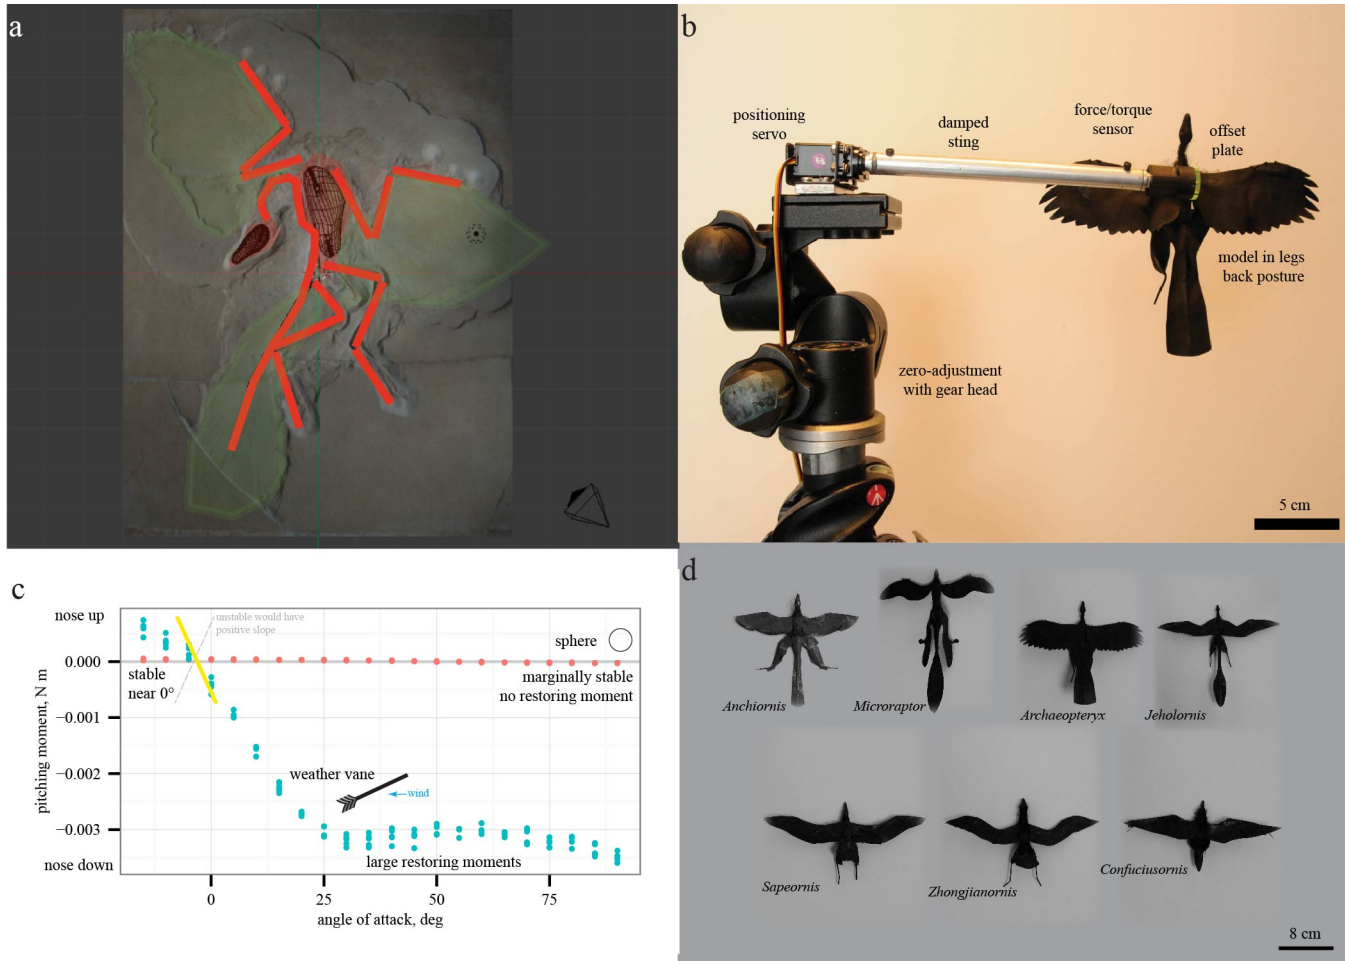 a
b
positioning
servo
damped
sting
force/torque
sensor
offset
plate
model in legs
back posture
zero-adjustment
with gear head
5 cm
c
nose up
0.000
−0.001
−0.002
−0.003
nose down
pitching moment, N m
unstable would have
positive slope
stable
near 0°
sphere
marginally stable
no restoring moment
weather vane
wind
large restoring moments
0
25
50
75
angle of attack, deg
d
Anchiornis
Microraptor
Archaeopteryx
Jeholornis
Sapeornis
Zhongjianornis
Confuciusornis
8 cm